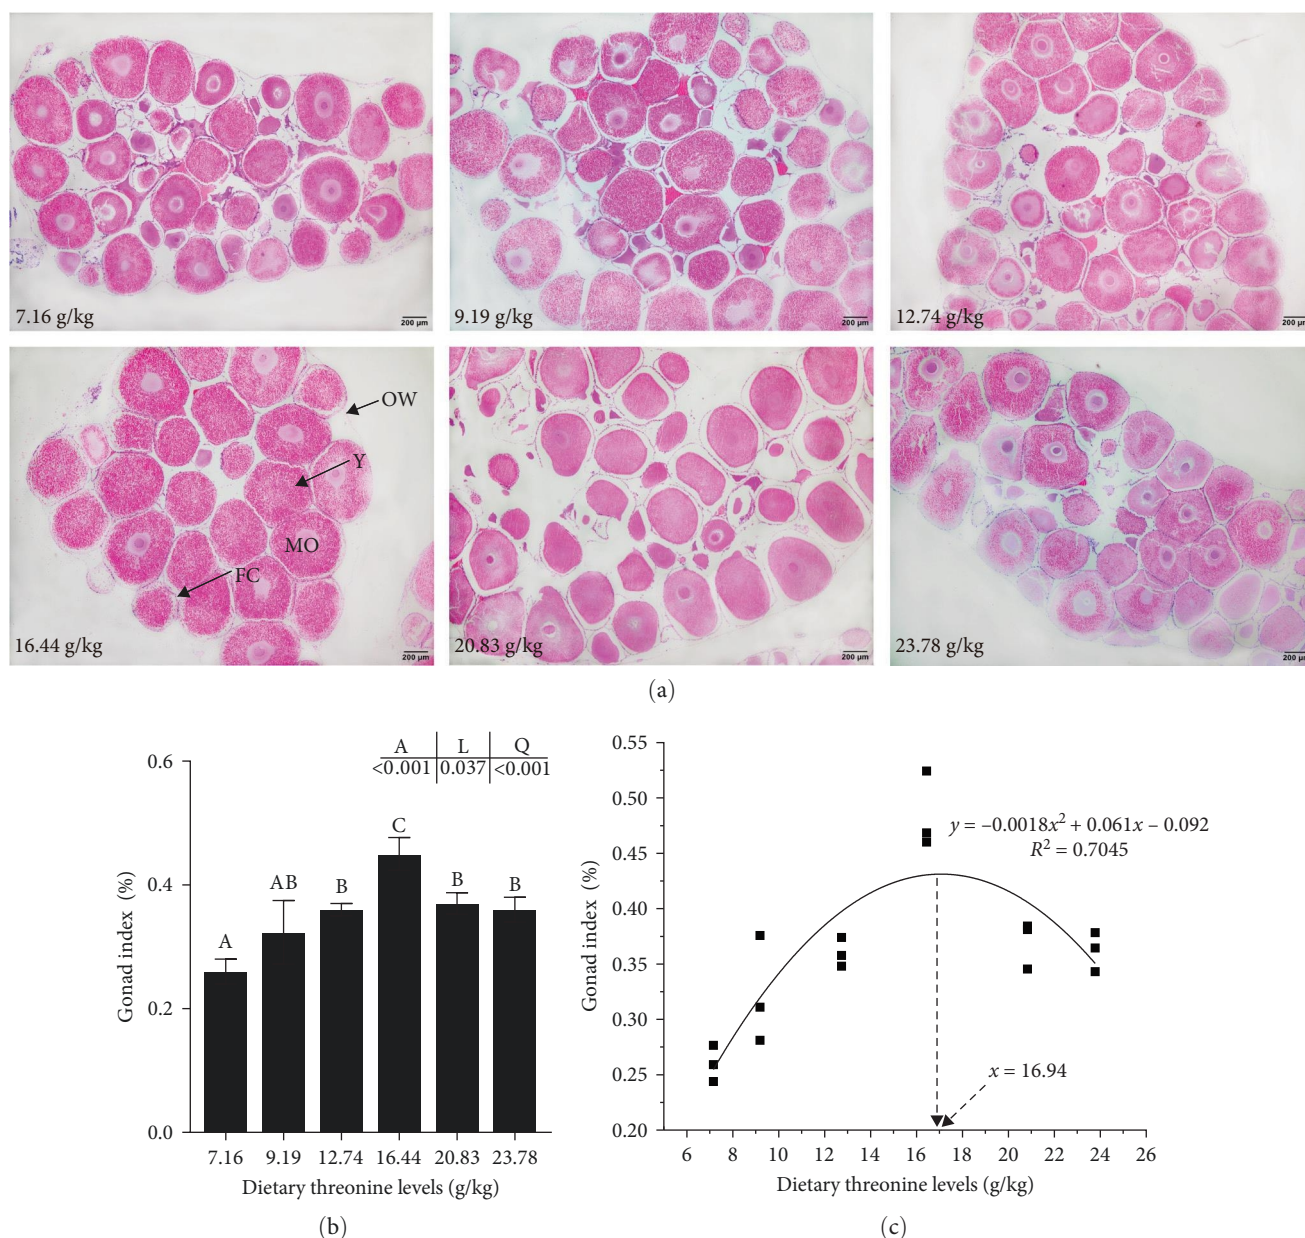 7.16 g/kg
200 µm
9.19 g/kg
200 µm
12.74 g/kg
200 µm
OW
Y
MO
FC
16.44 g/kg
200 µm
20.83 g/kg
200 µm
23.78 g/kg
200 µm
(a)
A L Q
<0.001 0.037 <0.001
0.6
0.4
0.2
0.0
Gonad index (%)
A
AB
B
C
B
B
7.16 9.19 12.74 16.44 20.83 23.78
Dietary threonine levels (g/kg)
(b)
0.55
0.50
0.45
0.40
0.35
0.30
0.25
0.20
Gonad index (%)
y = −0.0018x² + 0.061x − 0.092
R² = 0.7045
x = 16.94
6 8 10 12 14 16 18 20 22 24 26
Dietary threonine levels (g/kg)
(c)